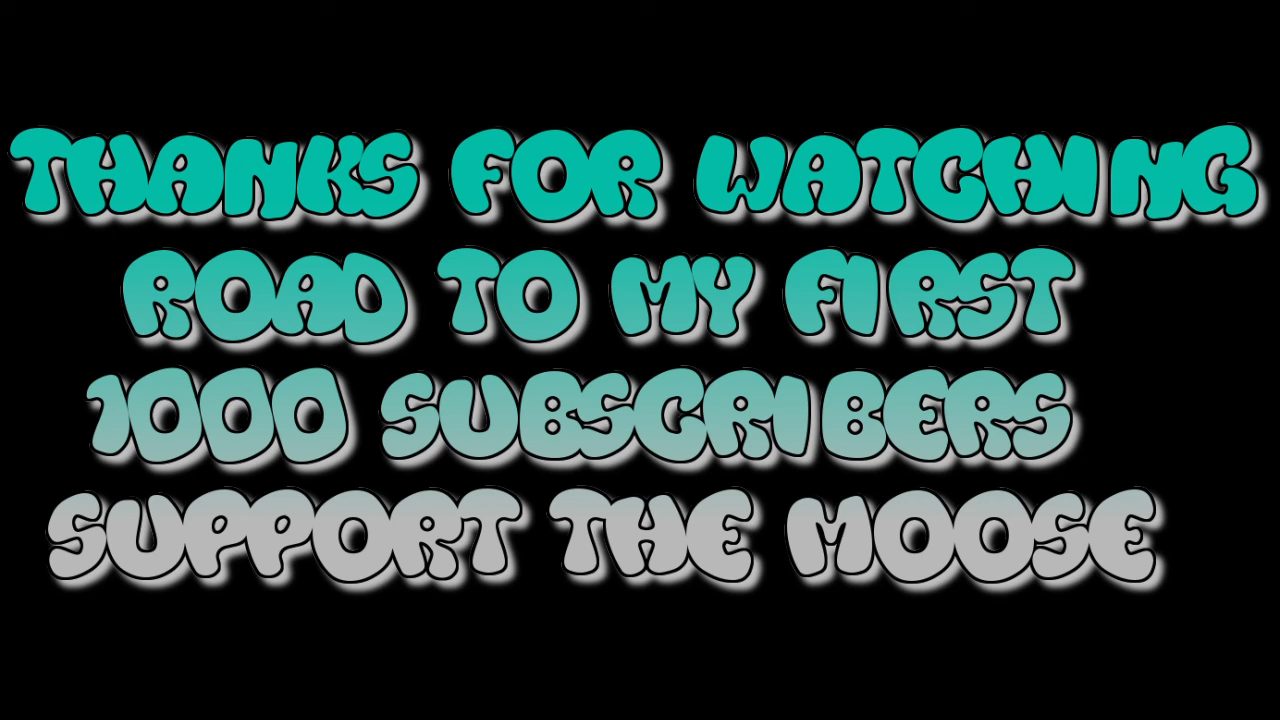 THANKS FOR WATCHING
ROAD TO MY FIRST
1000 SUBSCRIBERS
SUPPORT THE MOOSE